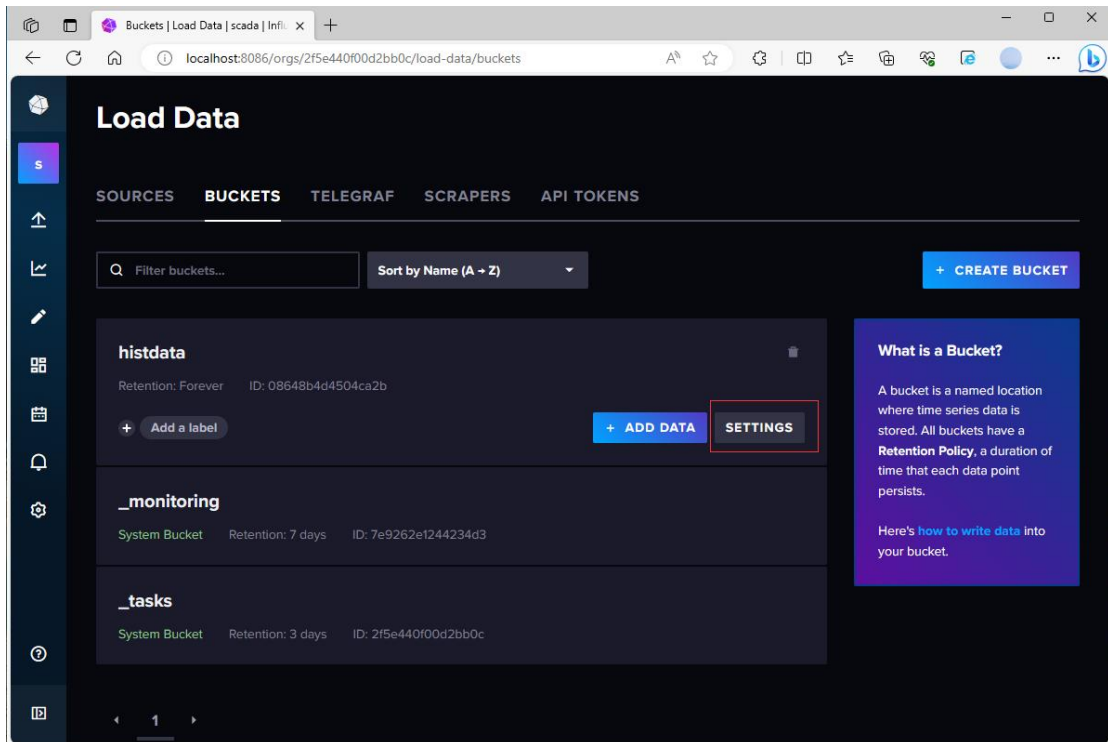 Buckets | Load Data | scada | Infl
localhost:8086/orgs/2f5e440f00d2bb0c/load-data/buckets
S
Load Data
SOURCES BUCKETS TELEGRAF SCRAPERS API TOKENS
Filter buckets...
Sort by Name (A → Z)
+ CREATE BUCKET
histdata
Retention: Forever ID: 08648b4d4504ca2b
+ Add a label
+ ADD DATA
SETTINGS
_monitoring
System Bucket Retention: 7 days ID: 7e9262e1244234d3
_tasks
System Bucket Retention: 3 days ID: 2f5e440f00d2bb0c
1
What is a Bucket?
A bucket is a named location
where time series data is
stored. All buckets have a
Retention Policy, a duration of
time that each data point
persists.
Here's how to write data into
your bucket.